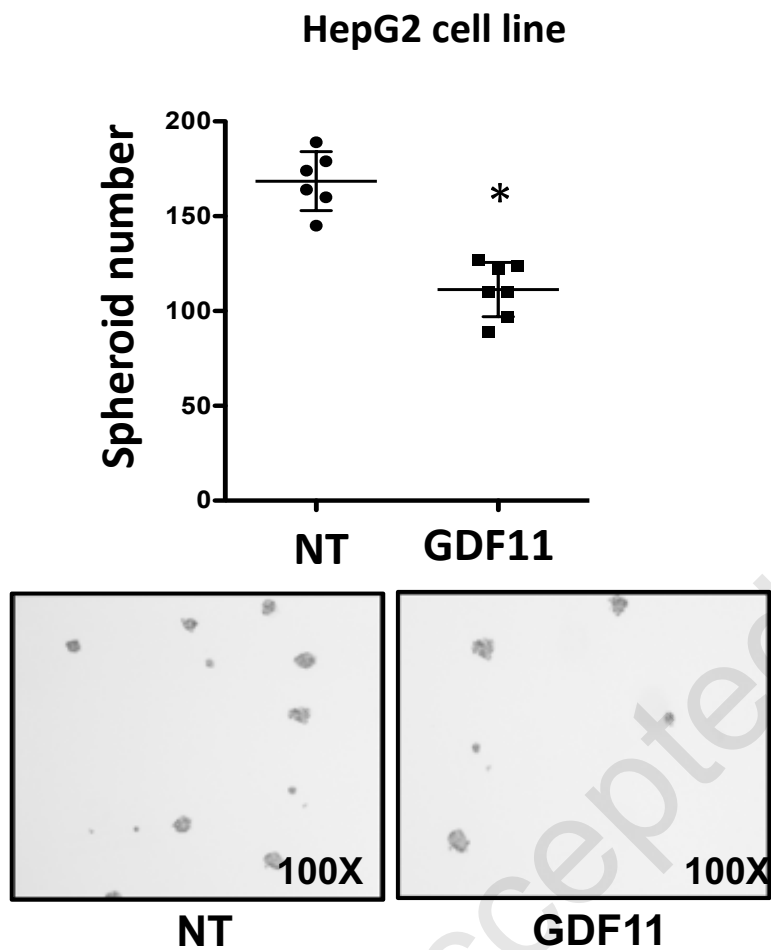 HepG2 cell line
Spheroid number
200
150
100
50
0
*
NT
GDF11
100X
100X
NT
GDF11